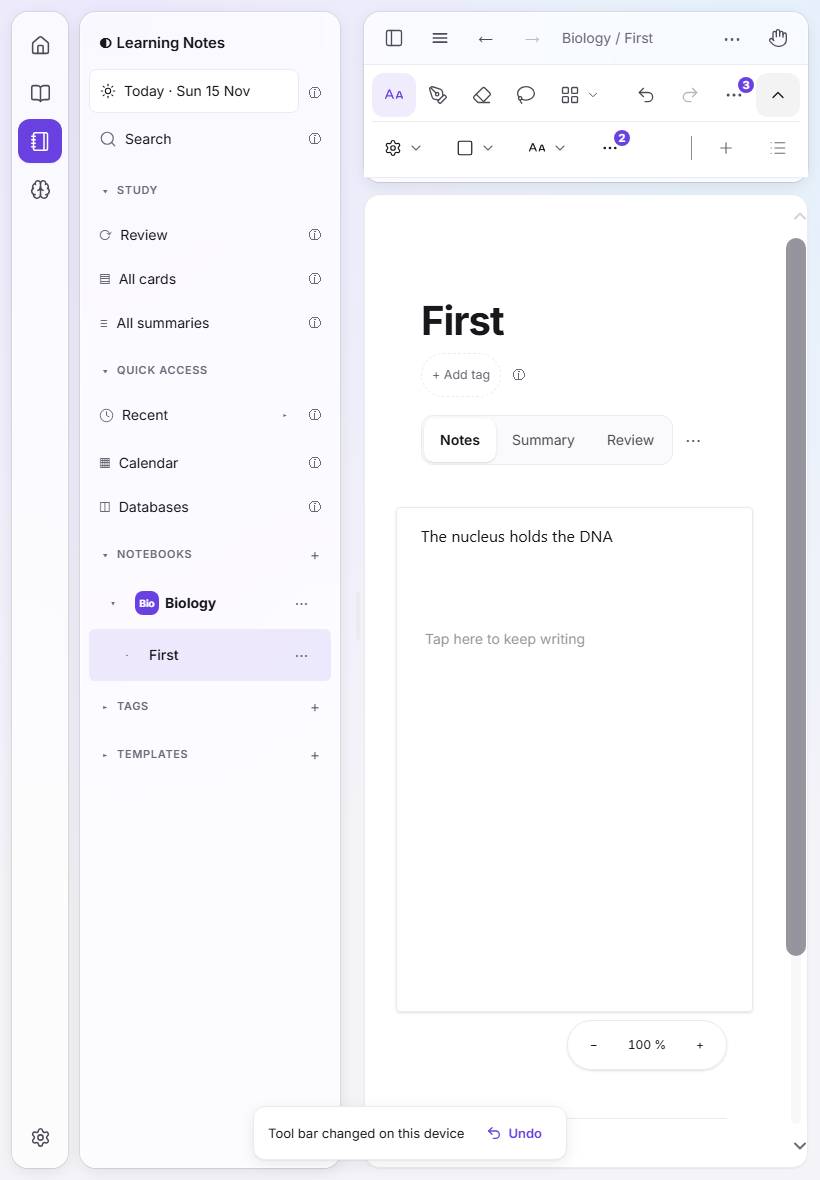 Learning Notes
Today · Sun 15 Nov
Search
STUDY
Review
All cards
All summaries
QUICK ACCESS
Recent
Calendar
Databases
NOTEBOOKS
Bio Biology
First
TAGS
TEMPLATES
Biology / First
AA
3
AA
2
First
+ Add tag
Notes Summary Review
The nucleus holds the DNA
Tap here to keep writing
− 100 % +
Tool bar changed on this device Undo